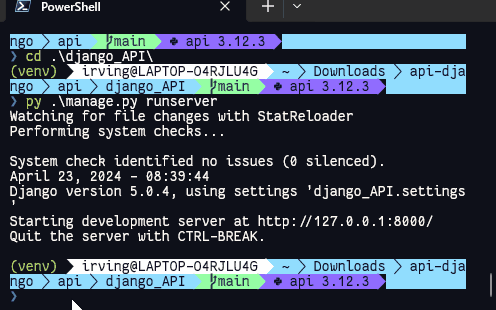 PowerShell
ngo api main api 3.12.3
❯ cd .\django_API\
(venv) irving@LAPTOP-O4RJLU4G ~ Downloads api-dja
ngo api main api 3.12.3
❯ py .\manage.py runserver
Watching for file changes with StatReloader
Performing system checks...
System check identified no issues (0 silenced).
April 23, 2024 - 08:39:44
Django version 5.0.4, using settings 'django_API.settings
'
Starting development server at http://127.0.0.1:8000/
Quit the server with CTRL-BREAK.
(venv) irving@LAPTOP-O4RJLU4G ~ Downloads api-dja
ngo api django_API main api 3.12.3
❯